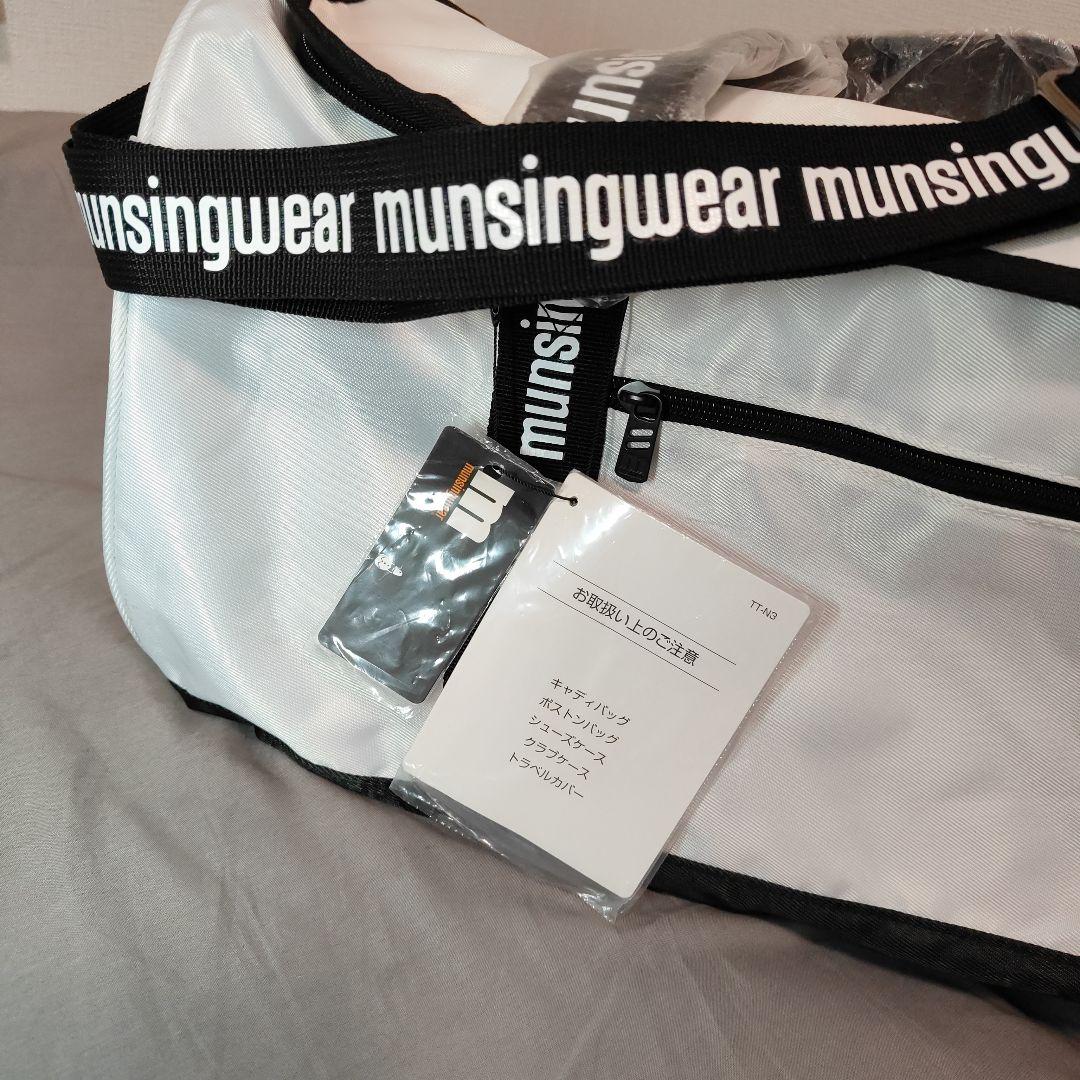 munsingwear munsingwear munsingw
munsin
munsingwear
m
TT-N3
お取扱い上のご注意
キャディバッグ
ボストンバッグ
シューズケース
クラブケース
トラベルカバー